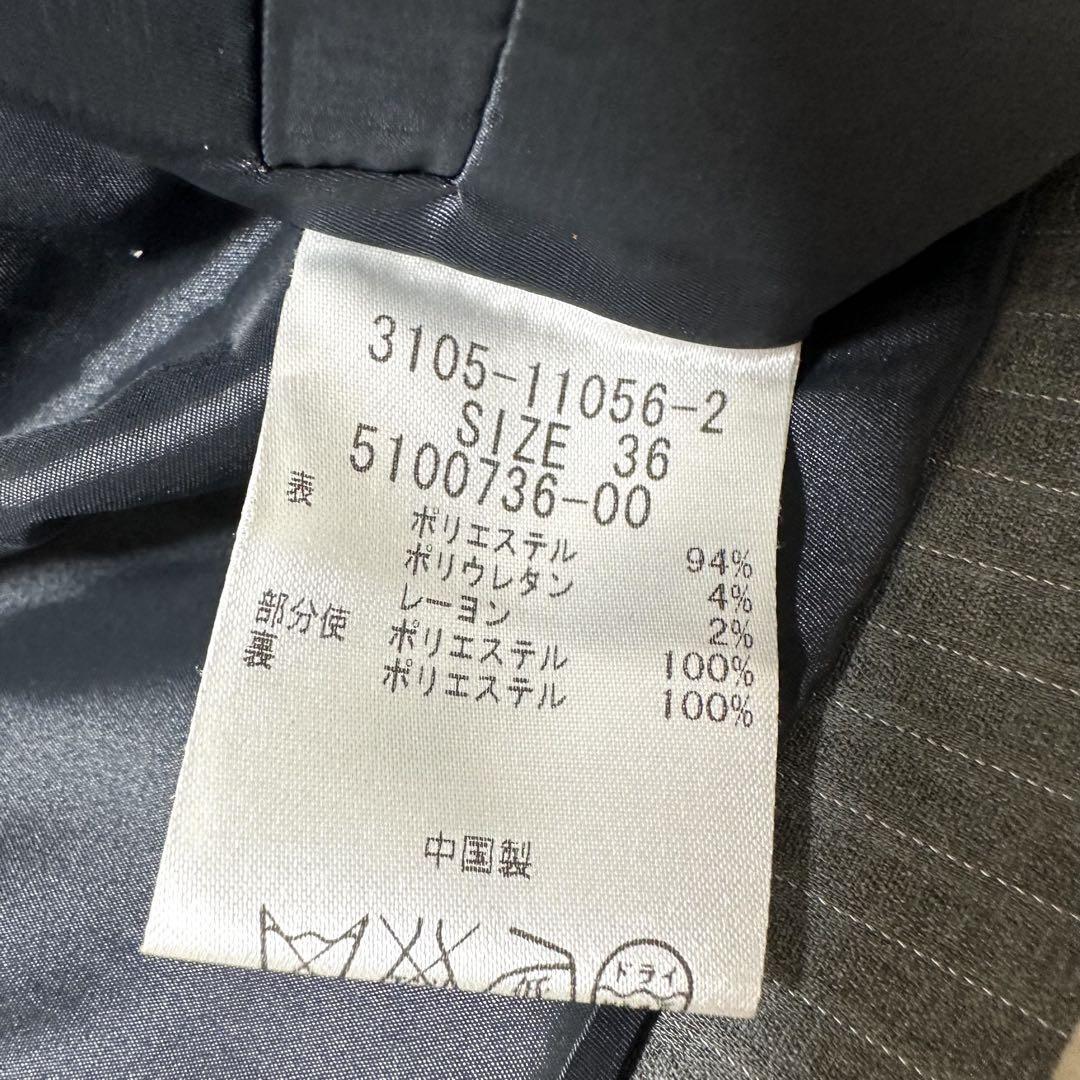 3105-11056-2
SIZE 36
5100736-00
表 ポリエステル 94%
ポリウレタン 4%
レーヨン 2%
部分使 ポリエステル 100%
裏 ポリエステル 100%
中国製
低 ドライ